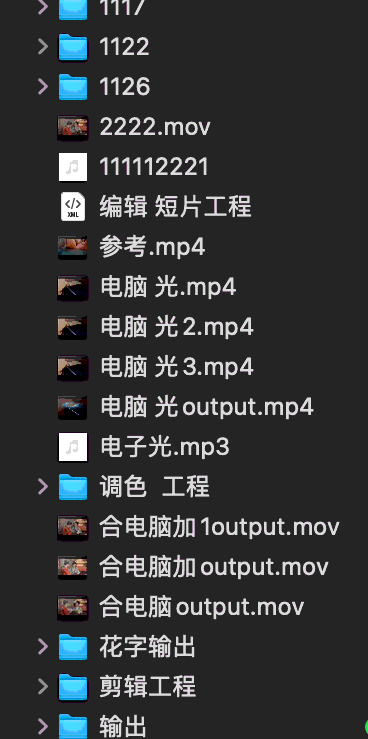 1117
1122
1126
2222.mov
111112221
XML
编辑 短片工程
参考.mp4
电脑 光.mp4
电脑 光2.mp4
电脑 光3.mp4
电脑 光output.mp4
电子光.mp3
调色  工程
合电脑加1output.mov
合电脑加output.mov
合电脑output.mov
花字输出
剪辑工程
输出